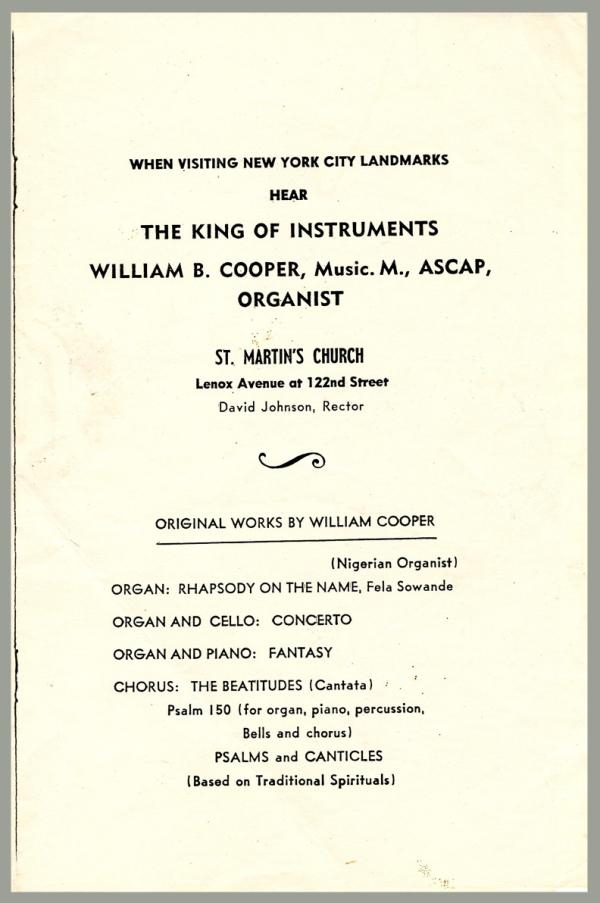 WHEN VISITING NEW YORK CITY LANDMARKS
HEAR
THE KING OF INSTRUMENTS
WILLIAM B. COOPER, Music. M., ASCAP,
ORGANIST
ST. MARTIN'S CHURCH
Lenox Avenue at 122nd Street
David Johnson, Rector
ORIGINAL WORKS BY WILLIAM COOPER
(Nigerian Organist)
ORGAN: RHAPSODY ON THE NAME, Fela Sowande
ORGAN AND CELLO: CONCERTO
ORGAN AND PIANO: FANTASY
CHORUS: THE BEATITUDES (Cantata)
Psalm 150 (for organ, piano, percussion,
Bells and chorus)
PSALMS and CANTICLES
(Based on Traditional Spirituals)